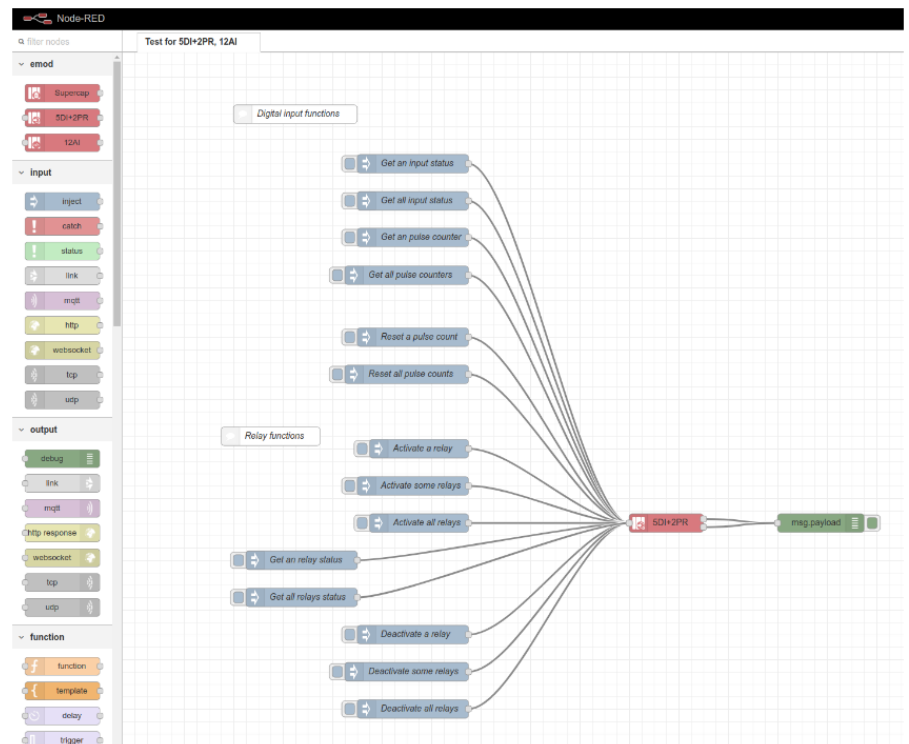 Node-RED
filter nodes
Test for 5DI+2PR, 12AI
emod
Supercap
5DI+2PR
12AI
input
inject
catch
status
link
mqtt
http
websocket
tcp
udp
output
debug
link
mqtt
http response
websocket
tcp
udp
function
function
template
delay
trigger
Digital input functions
Get an input status
Get all input status
Get an pulse counter
Get all pulse counters
Reset a pulse count
Reset all pulse counts
Relay functions
Activate a relay
Activate some relays
Activate all relays
Get an relay status
Get all relays status
Deactivate a relay
Deactivate some relays
Deactivate all relays
5DI+2PR
msg.payload